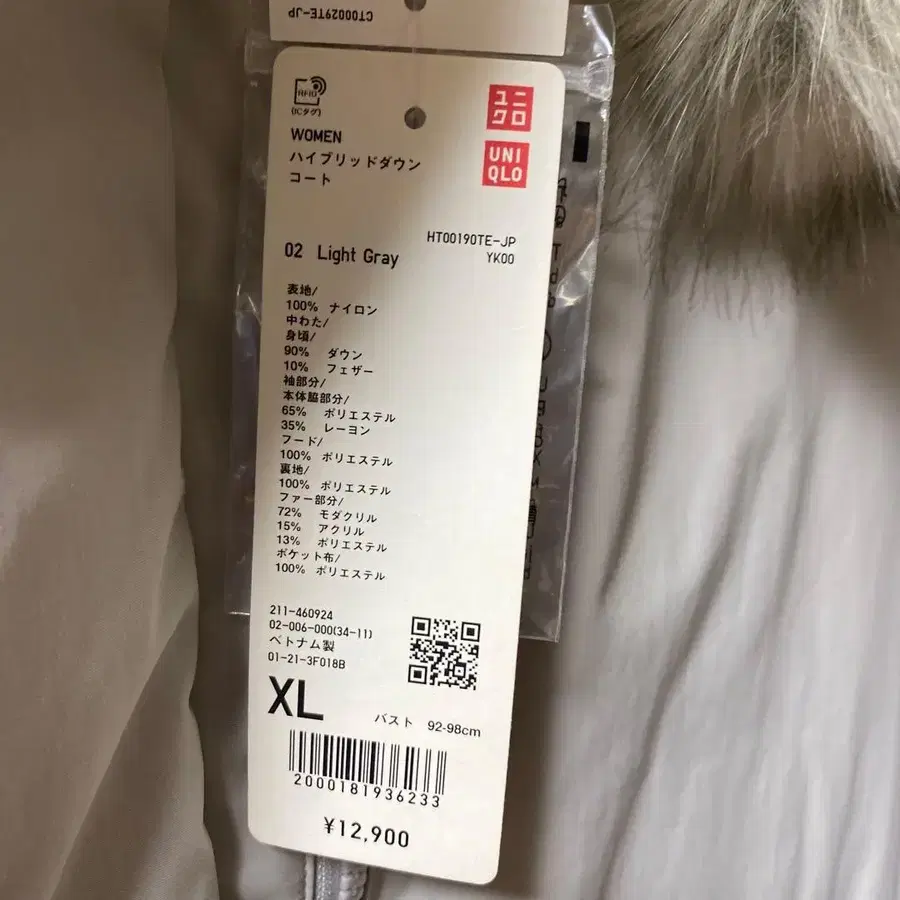 CT00029TE-JP
RFID
(ICタグ)
ユニ
クロ
UNI
QLO
WOMEN
ハイブリッドダウン
コート
HT00190TE-JP
02 Light Gray YK00
表地/
100% ナイロン
中わた/
身頃/
90% ダウン
10% フェザー
袖部分/
本体脇部分/
65% ポリエステル
35% レーヨン
フード/
100% ポリエステル
裏地/
100% ポリエステル
ファー部分/
72% モダクリル
15% アクリル
13% ポリエステル
ポケット布/
100% ポリエステル
211-460924
02-006-000(34-11)
ベトナム製
01-21-3F018B
XL バスト 92-98cm
2000181936233
¥12,900